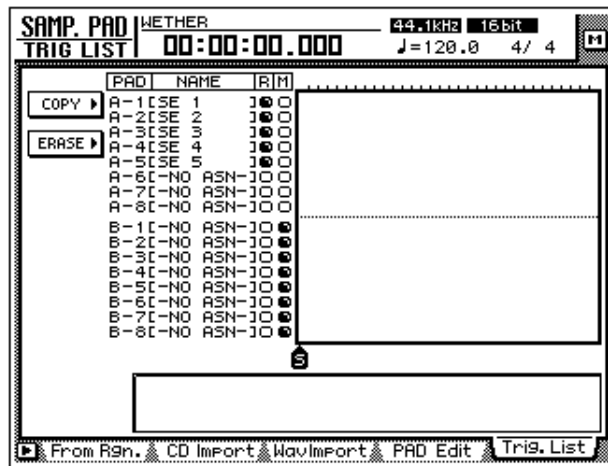 SAMP. PAD WETHER 44.1kHz 16bit
TRIG LIST 00:00:00.000 ♩=120.0 4/ 4 M
PAD NAME R M
COPY
ERASE
A-1[SE 1 ]
A-2[SE 2 ]
A-3[SE 3 ]
A-4[SE 4 ]
A-5[SE 5 ]
A-6[-NO ASN-]
A-7[-NO ASN-]
A-8[-NO ASN-]
B-1[-NO ASN-]
B-2[-NO ASN-]
B-3[-NO ASN-]
B-4[-NO ASN-]
B-5[-NO ASN-]
B-6[-NO ASN-]
B-7[-NO ASN-]
B-8[-NO ASN-]
S
From Rgn. CD Import WavImport PAD Edit Trig. List